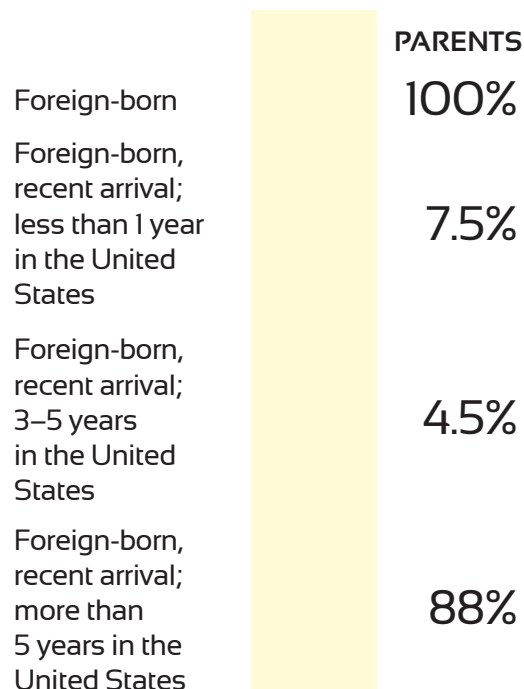 PARENTS
Foreign-born 100%
Foreign-born,
recent arrival;
less than 1 year 7.5%
in the United
States
Foreign-born,
recent arrival;
3–5 years 4.5%
in the United
States
Foreign-born,
recent arrival;
more than 88%
5 years in the
United States